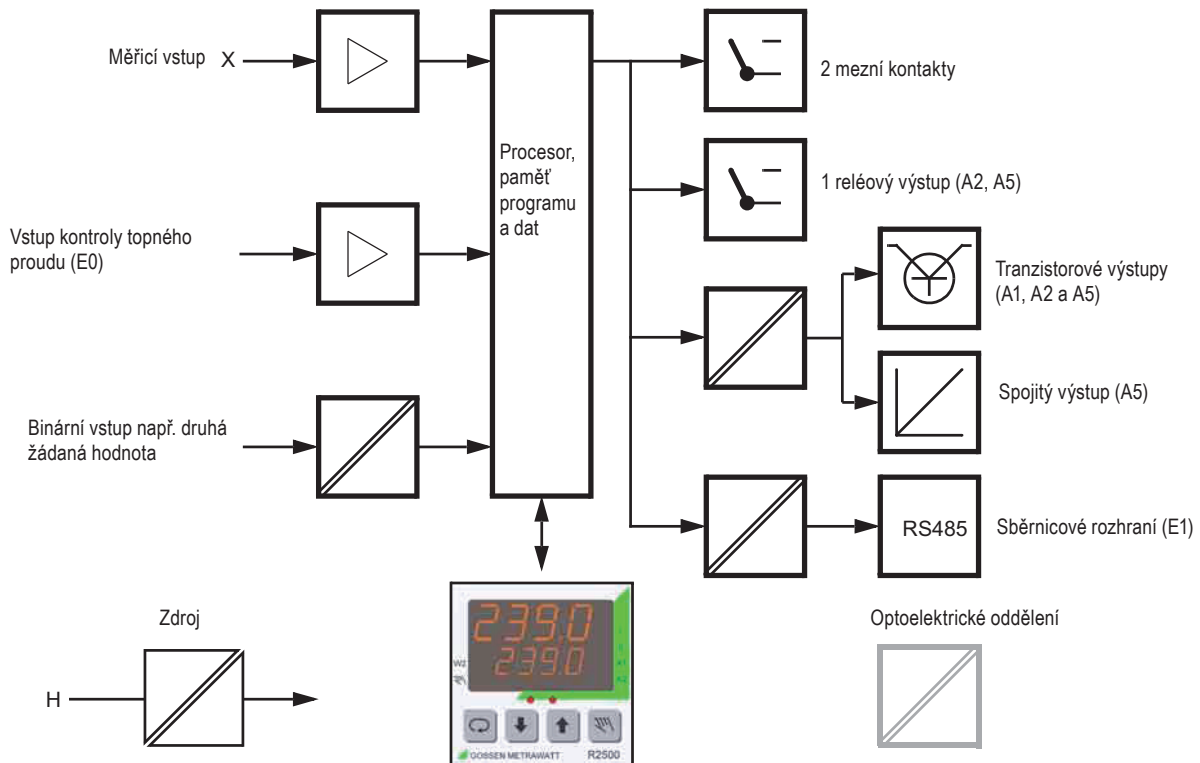 Měřicí vstup X
2 mezní kontakty
Procesor,
paměť
programu
a dat
1 reléový výstup (A2, A5)
Vstup kontroly topného
proudu (E0)
Tranzistorové výstupy
(A1, A2 a A5)
Spojitý výstup (A5)
Binární vstup např. druhá
žádaná hodnota
RS485
Sběrnicové rozhraní (E1)
Zdroj
H
239.0
239.0
W2
GOSSEN METRAWATT R2500
Optoelektrické oddělení